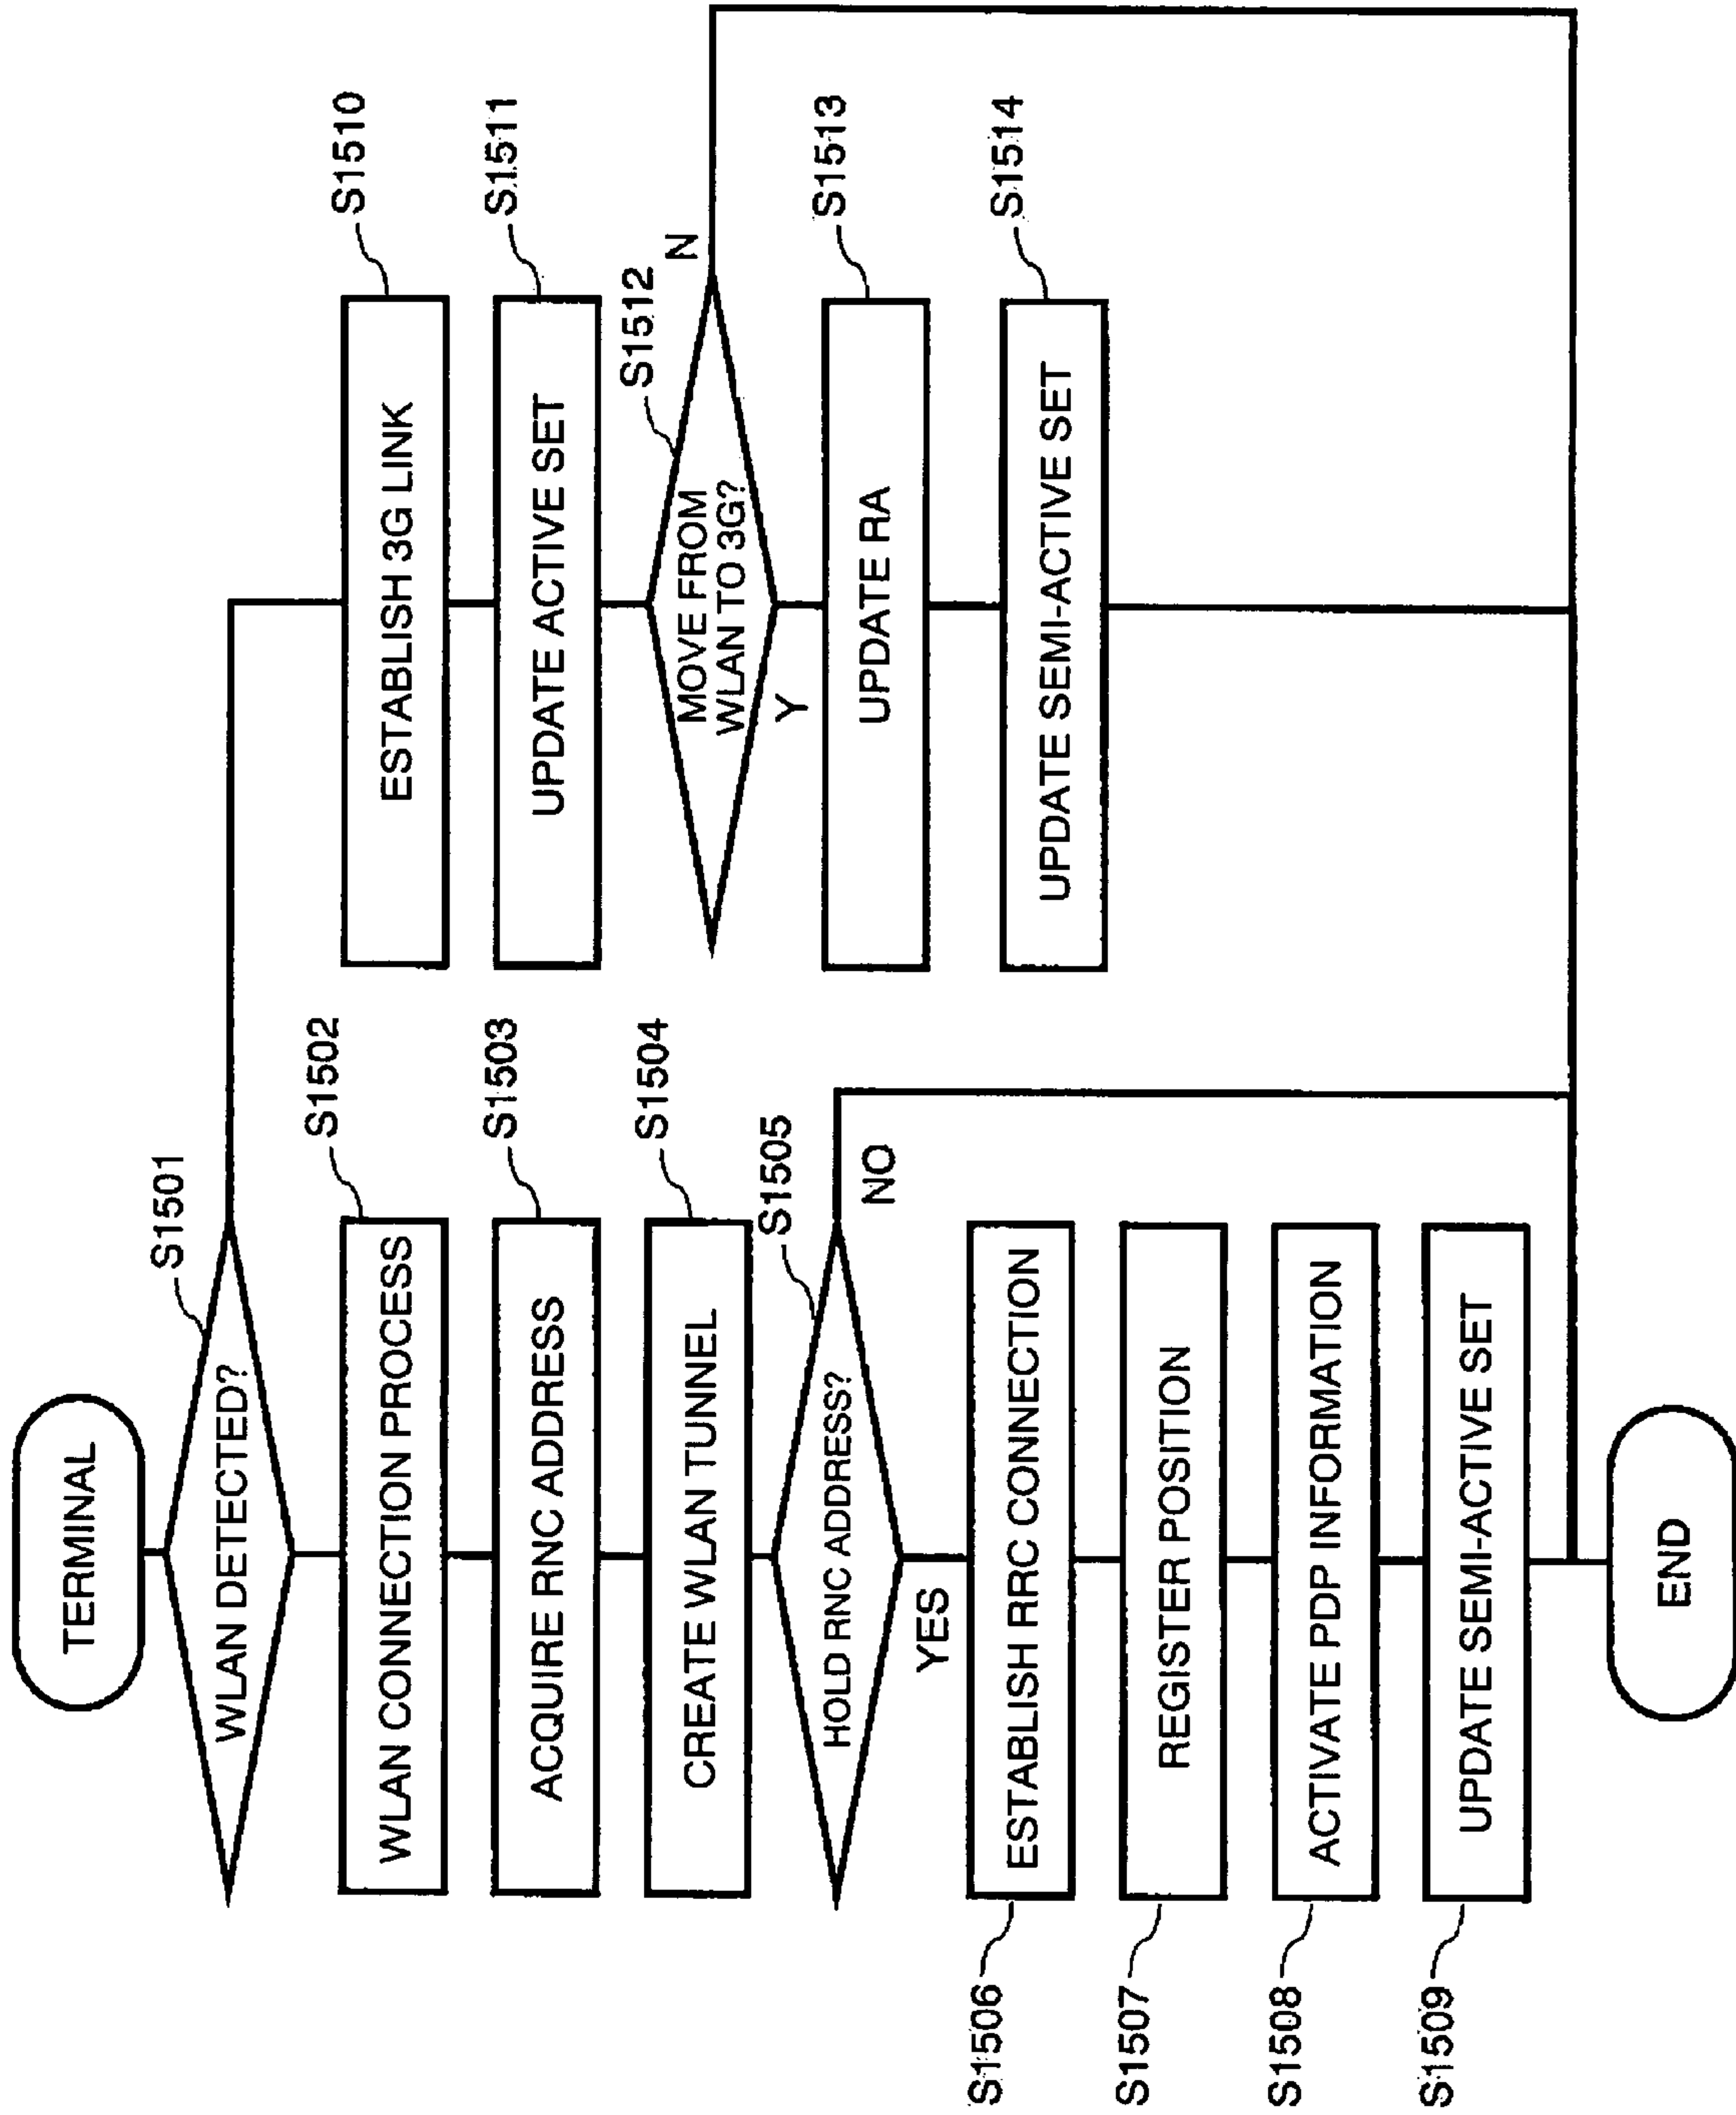 TERMINAL
S1501
WLAN DETECTED?
S1502
WLAN CONNECTION PROCESS
S1503
ACQUIRE RNC ADDRESS
S1504
CREATE WLAN TUNNEL
S1505
HOLD RNC ADDRESS?
NO
YES
S1506
ESTABLISH RRC CONNECTION
S1507
REGISTER POSITION
S1508
ACTIVATE PDP INFORMATION
S1509
UPDATE SEMI-ACTIVE SET
END
S1510
ESTABLISH 3G LINK
S1511
UPDATE ACTIVE SET
S1512
MOVE FROM
WLAN TO 3G?
N
Y
S1513
UPDATE RA
S1514
UPDATE SEMI-ACTIVE SET